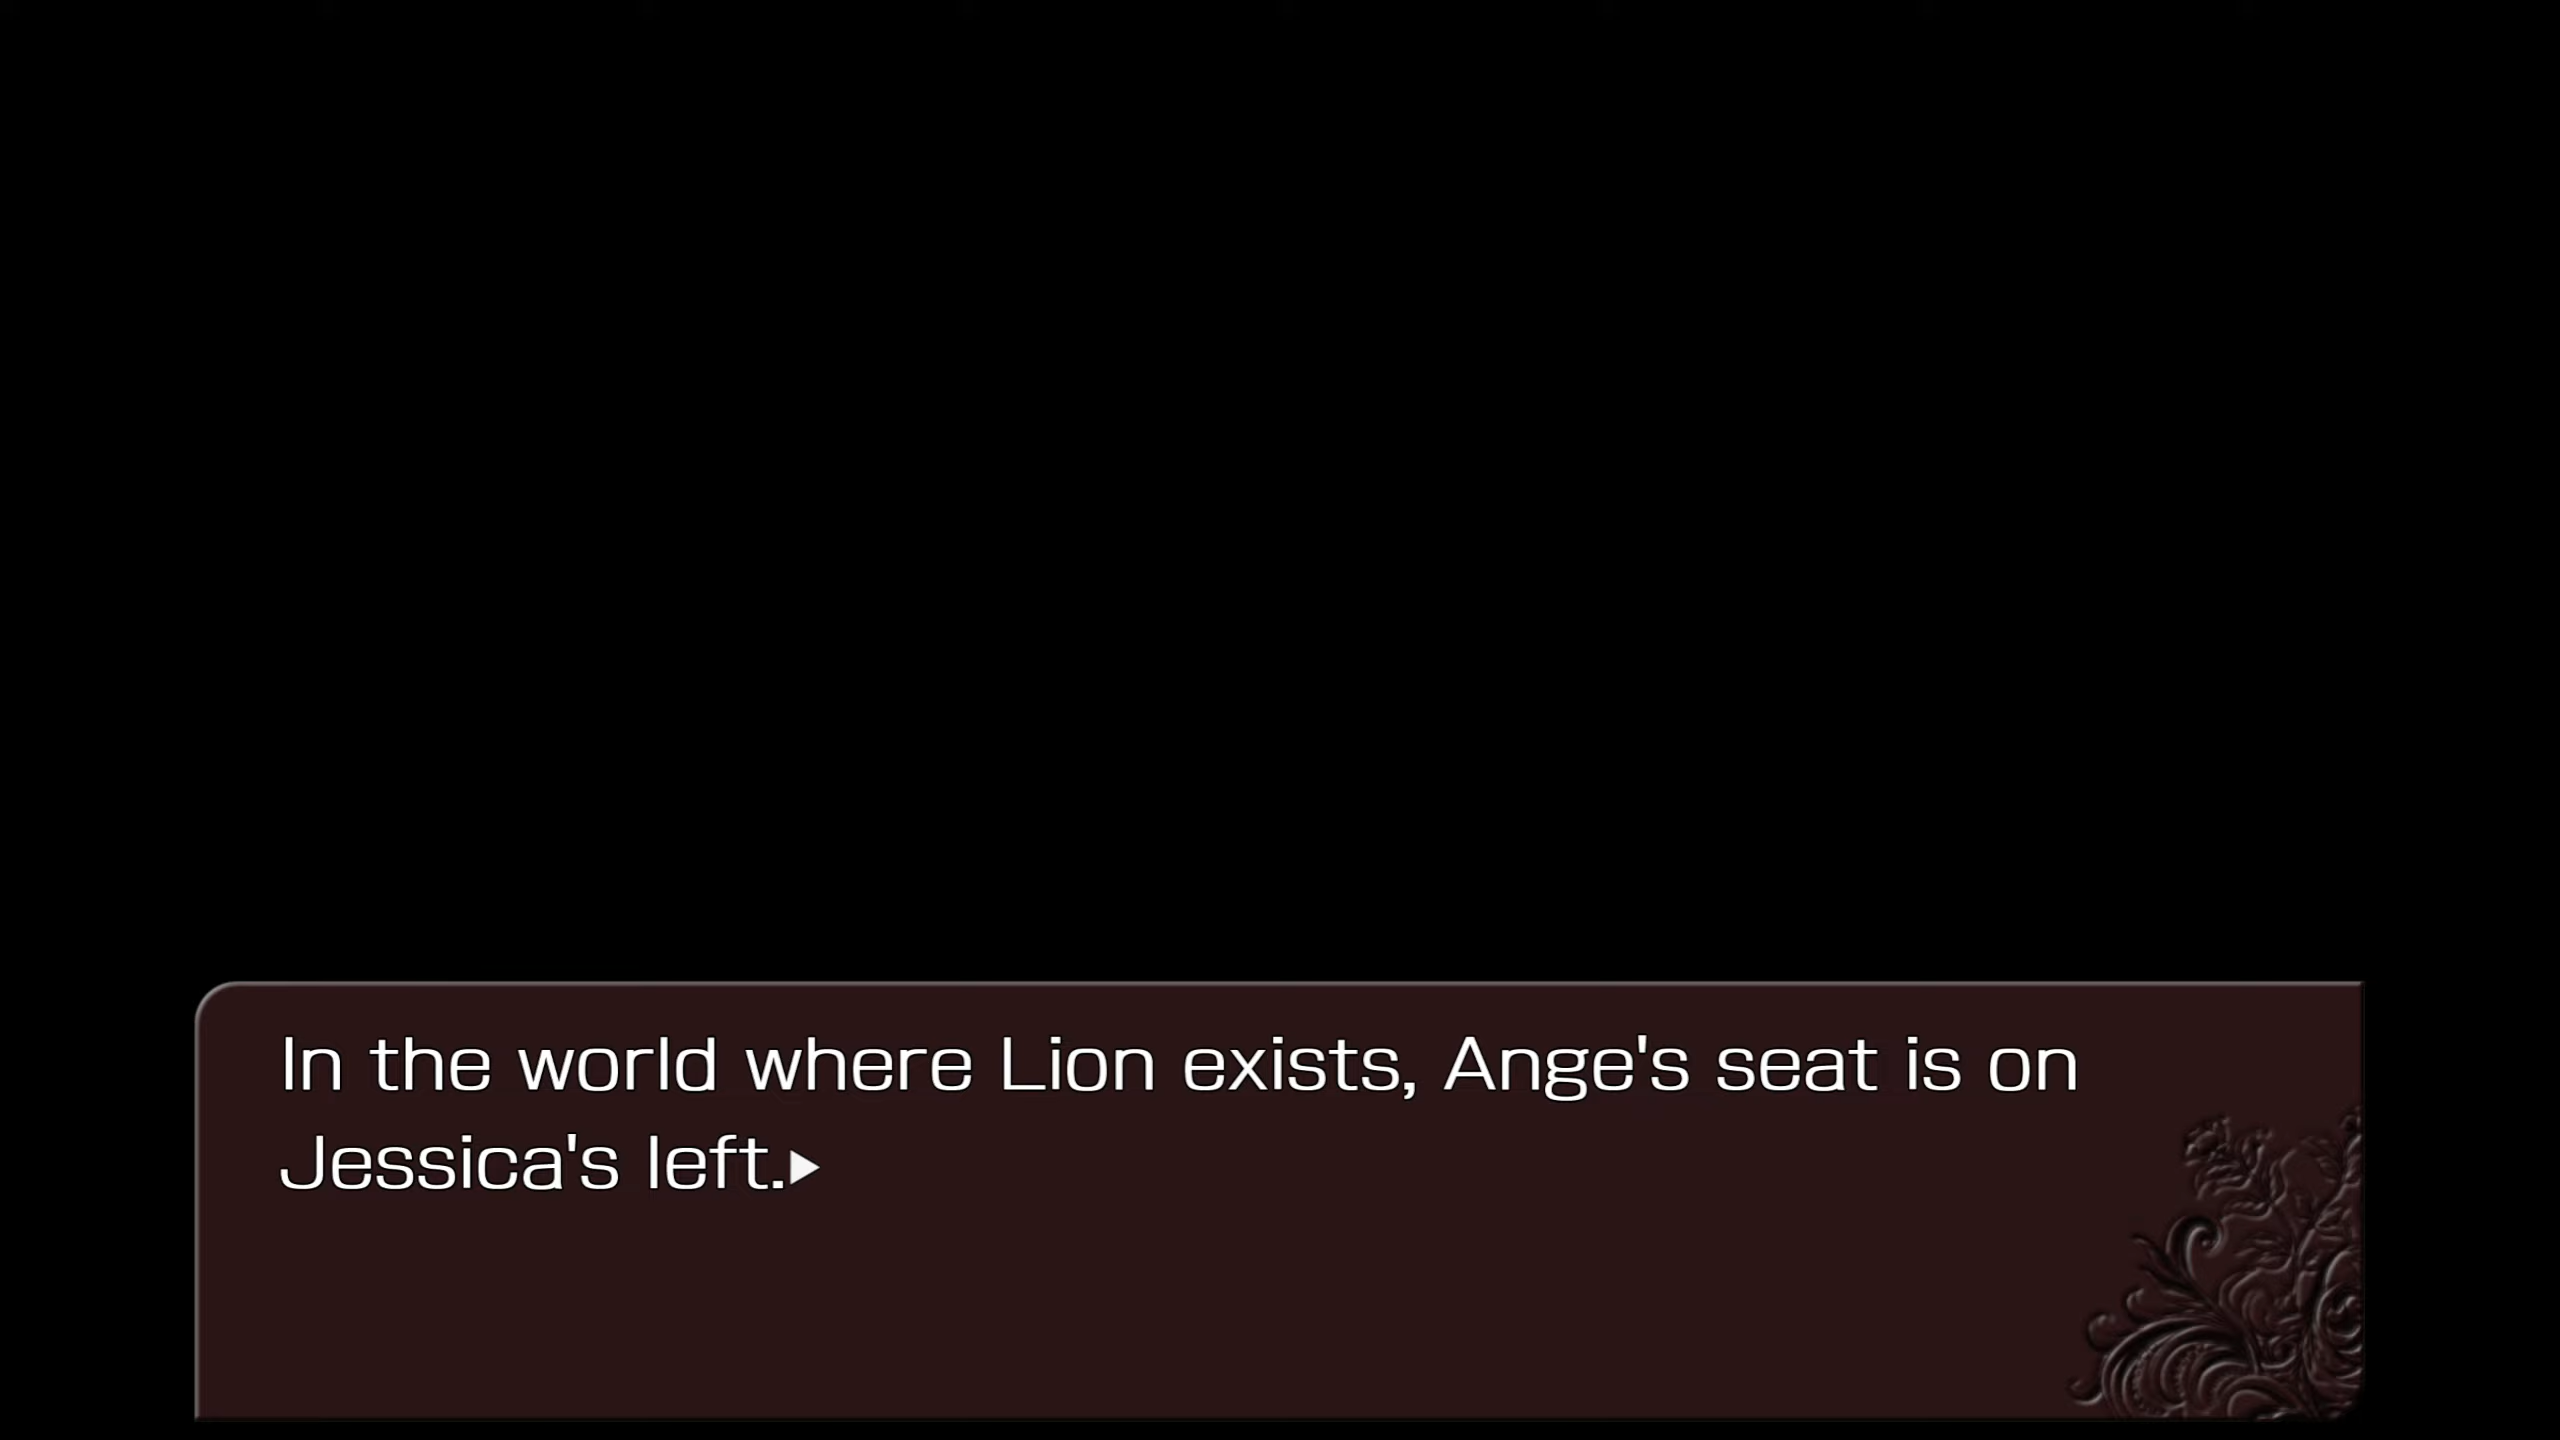 In the world where Lion exists, Ange's seat is on
Jessica's left.